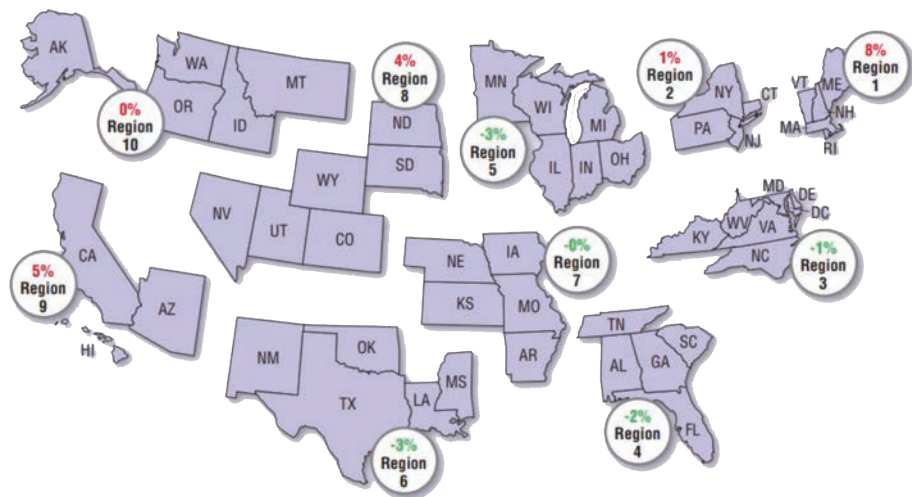 AK
WA
MT
OR
ID
0%
Region
10
4%
Region
8
ND
SD
WY
NV
UT
CO
MN
WI
MI
IL
IN
OH
-3%
Region
5
1%
Region
2
NY
PA
NJ
8%
Region
1
CT
VT
ME
NH
MA
RI
CA
AZ
HI
5%
Region
9
NE
IA
KS
MO
AR
-0%
Region
7
MD
DE
DC
WV
VA
KY
NC
-1%
Region
3
NM
OK
TX
LA
MS
-3%
Region
6
TN
SC
AL
GA
FL
-2%
Region
4